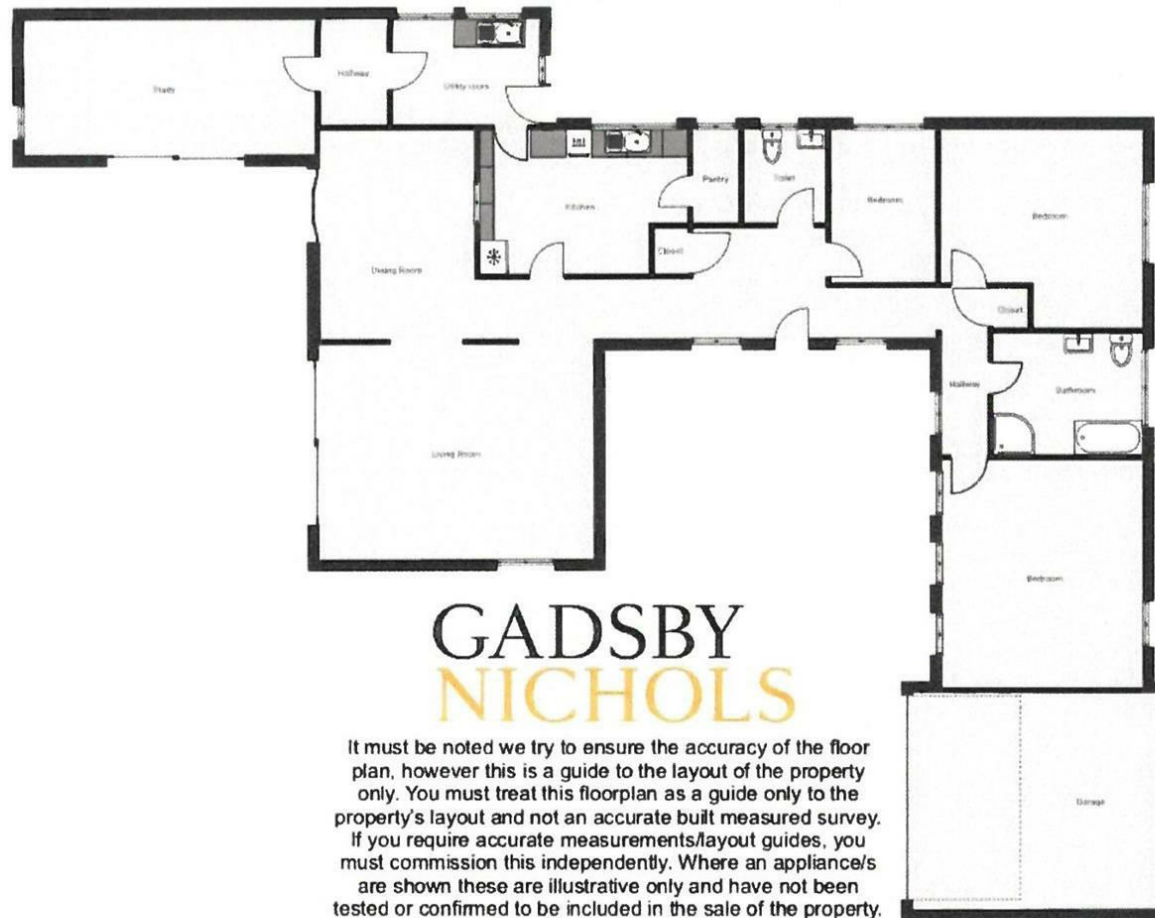 Study
Hallway
Utility room
Kitchen
Pantry
Toilet
Bedroom
Bedroom
Closet
Dining Room
Closet
Hallway
Bathroom
Living Room
Bedroom
Garage
GADSBY
NICHOLS
It must be noted we try to ensure the accuracy of the floor
plan, however this is a guide to the layout of the property
only. You must treat this floorplan as a guide only to the
property's layout and not an accurate built measured survey.
If you require accurate measurements/layout guides, you
must commission this independently. Where an appliance/s
are shown these are illustrative only and have not been
tested or confirmed to be included in the sale of the property.